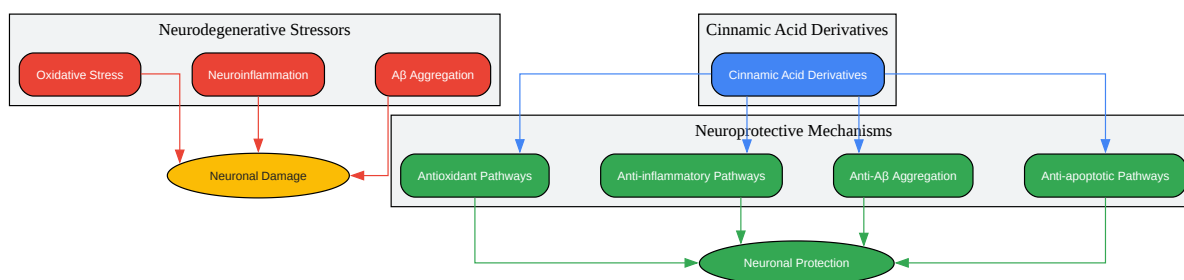 Neurodegenerative Stressors
Cinnamic Acid Derivatives
Oxidative Stress
Neuroinflammation
Aβ Aggregation
Cinnamic Acid Derivatives
Neuroprotective Mechanisms
Neuronal Damage
Antioxidant Pathways
Anti-inflammatory Pathways
Anti-Aβ Aggregation
Anti-apoptotic Pathways
Neuronal Protection